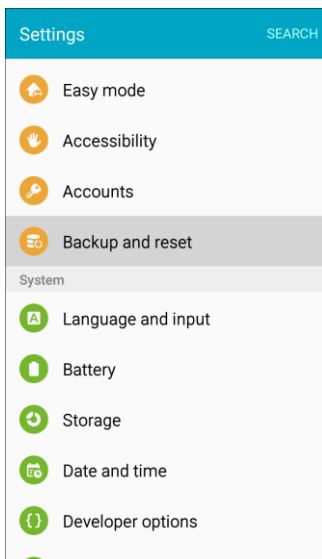 Settings
SEARCH
Easy mode
Accessibility
Accounts
Backup and reset
System
Language and input
Battery
Storage
Date and time
Developer options